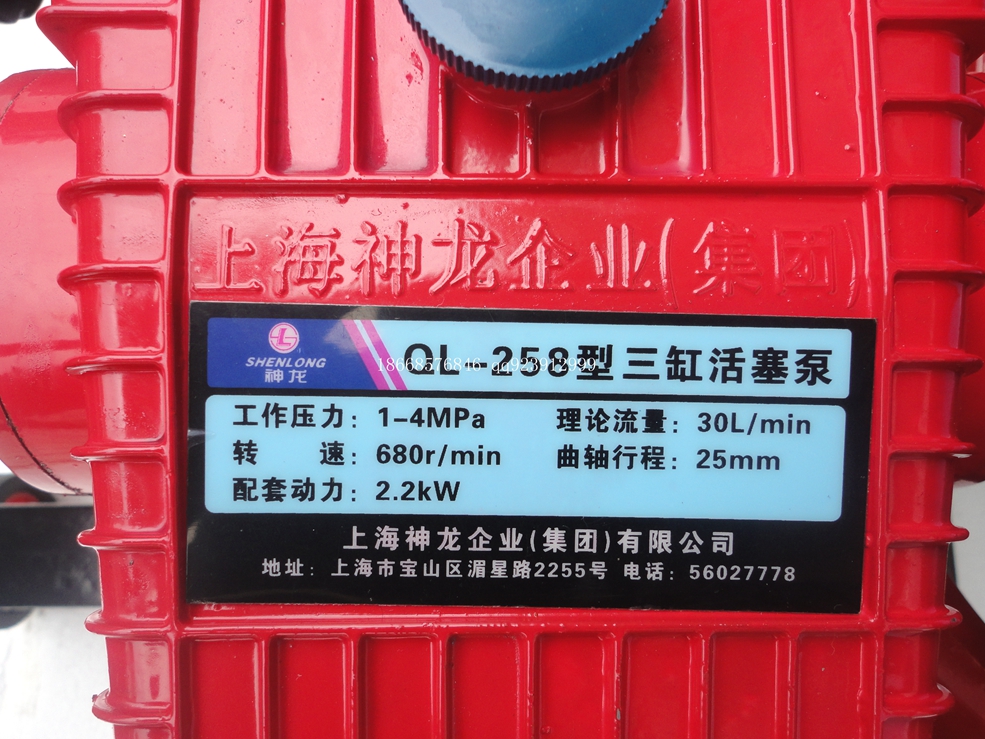 上海神龙企业(集团)
SHENLONG
神龙
QL-258型三缸活塞泵
18668576846 qq923912999
工作压力：1-4MPa 理论流量：30L/min
转 速：680r/min 曲轴行程：25mm
配套动力：2.2kW
上海神龙企业(集团)有限公司
地址：上海市宝山区湄星路2255号 电话：56027778